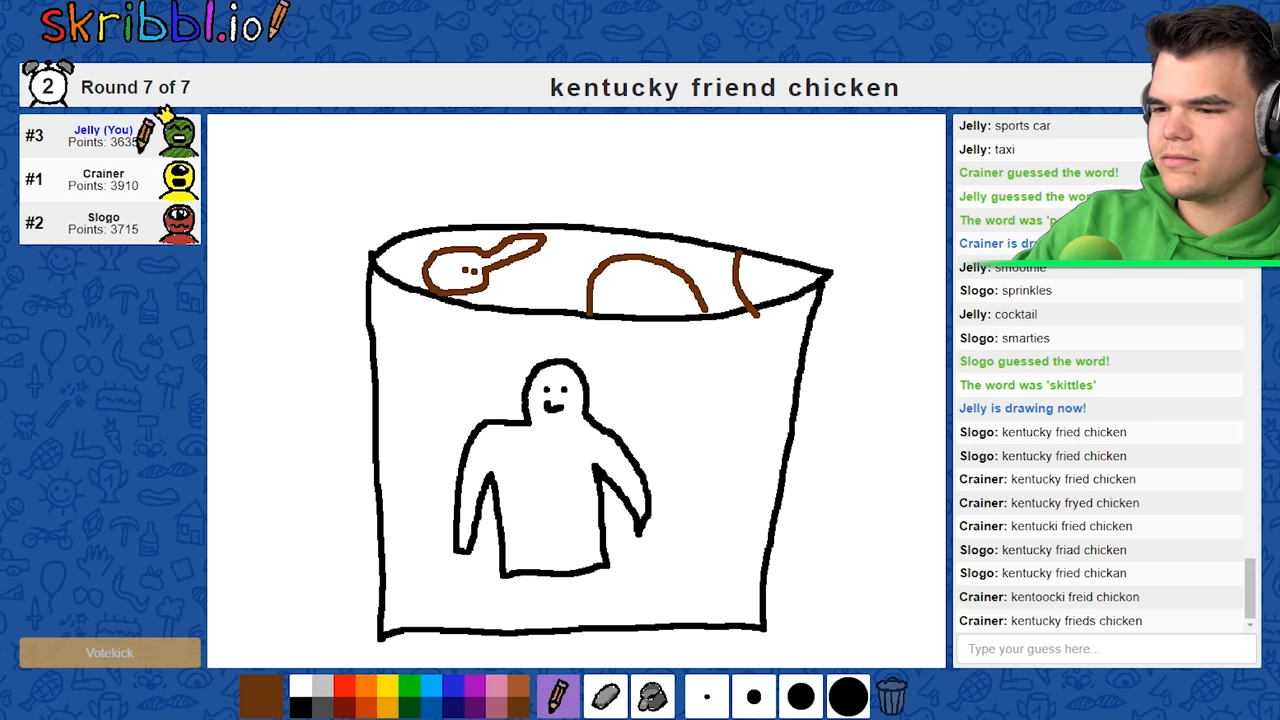 skribbl.io
2
Round 7 of 7
kentucky friend chicken
#3
Jelly (You)
Points: 3635
#1
Crainer
Points: 3910
#2
Slogo
Points: 3715
Votekick
Jelly: sports car
Jelly: taxi
Crainer guessed the word!
Jelly guessed the
The word was
Crainer is
Jelly: smoothie
Slogo: sprinkles
Jelly: cocktail
Slogo: smarties
Slogo guessed the word!
The word was 'skittles'
Jelly is drawing now!
Slogo: kentucky fried chicken
Slogo: kentucky fried chicken
Crainer: kentucky fried chicken
Crainer: kentucky fryed chicken
Crainer: kentucki fried chicken
Slogo: kentucky friad chicken
Slogo: kentucky fried chickan
Crainer: kentoocki freid chickon
Crainer: kentucky frieds chicken
Type your guess here...